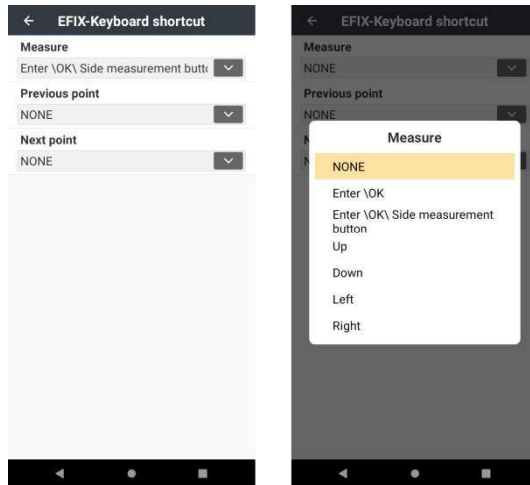 EFIX-Keyboard shortcut
Measure
Enter \OK\ Side measurement butt
Previous point
NONE
Next point
NONE
EFIX-Keyboard shortcut
Measure
NONE
Previous point
NONE
N
N
Measure
NONE
Enter \OK
Enter \OK\ Side measurement
button
Up
Down
Left
Right